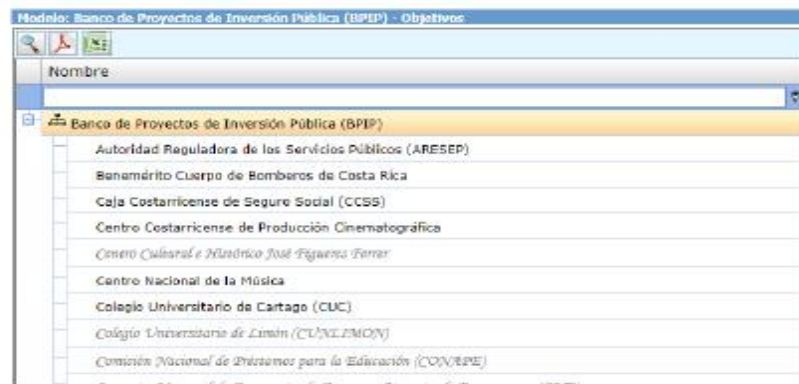 Modelo: Banco de Proyectos de Inversión Pública (BPIP) - Objetivos
Nombre
Banco de Proyectos de Inversión Pública (BPIP)
Autoridad Reguladora de los Servicios Públicos (ARESEP)
Benemérito Cuerpo de Bomberos de Costa Rica
Caja Costarricense de Seguro Social (CCSS)
Centro Costarricense de Producción Cinematográfica
Centro Cultural e Histórico José Figueres Ferrer
Centro Nacional de la Música
Colegio Universitario de Cartago (CUC)
Colegio Universitario de Limón (CUNLIMON)
Comisión Nacional de Préstamos para la Educación (CONAPE)